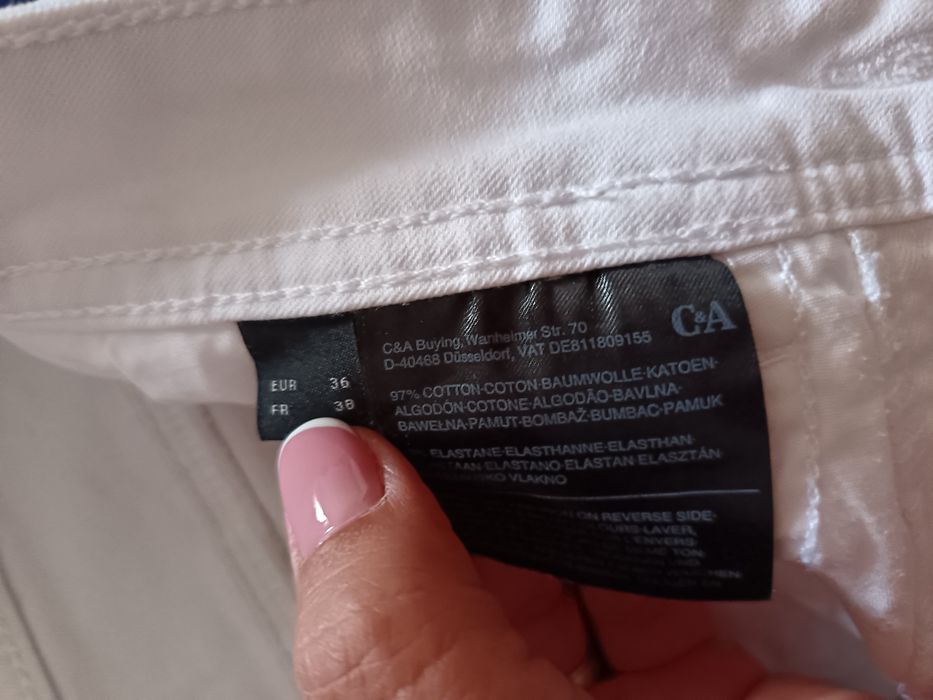 C&A
C&A Buying, Wanheimer Str. 70
D-40468 Düsseldorf, VAT DE811809155
EUR 36
FR 38
97% COTTON·COTON·BAUMWOLLE·KATOEN·
ALGODÓN·COTONE·ALGODÃO·BAVLNA·
BAWEŁNA·PAMUT·BOMBAŽ·BUMBAC·PAMUK
ELASTANE·ELASTHANNE·ELASTHAN·
ELASTANO·ELASTAN ELASZTÁN·
VLAKNO
ON REVERSE SIDE·